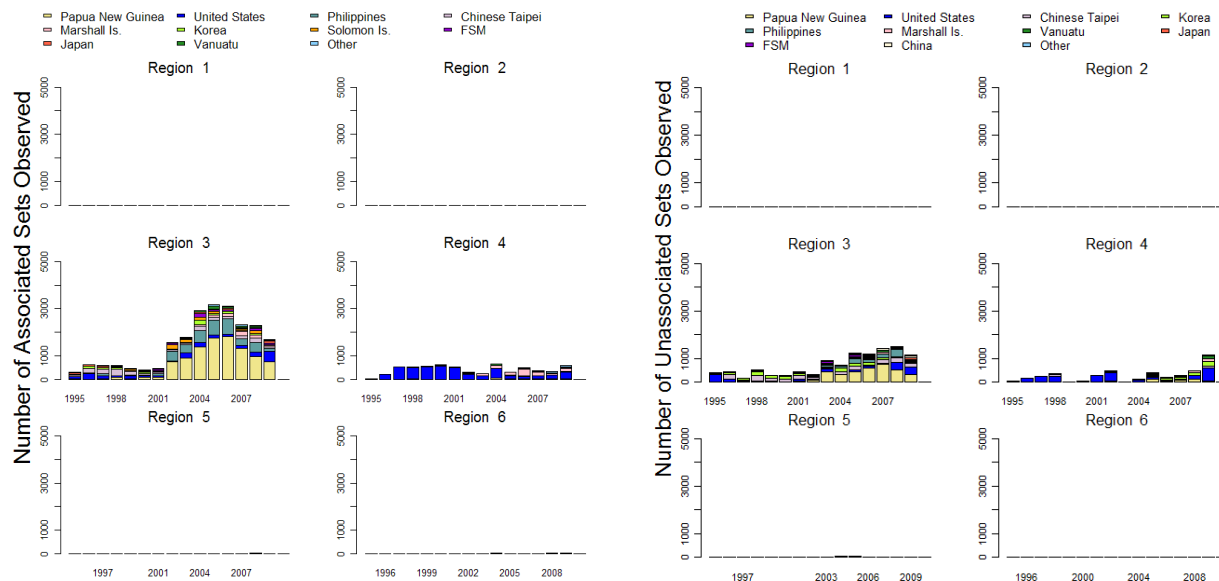 Papua New Guinea United States Philippines Chinese Taipei
Marshall Is. Korea Solomon Is. FSM
Japan Vanuatu Other
Number of Associated Sets Observed
Region 1 Region 2
0 1000 3000 5000 0 1000 3000 5000
Region 3 Region 4
0 1000 3000 5000 0 1000 3000 5000
1995 1998 2001 2004 2007 1995 1998 2001 2004 2007
Region 5 Region 6
0 1000 3000 5000 0 1000 3000 5000
1997 2001 2004 2007 1996 1999 2002 2005 2008
Papua New Guinea United States Chinese Taipei Korea
Philippines Marshall Is. Vanuatu Japan
FSM China Other
Number of Unassociated Sets Observed
Region 1 Region 2
0 1000 3000 5000 0 1000 3000 5000
Region 3 Region 4
0 1000 3000 5000 0 1000 3000 5000
1995 1998 2001 2004 2007 1995 1998 2001 2004 2007
Region 5 Region 6
0 1000 3000 5000 0 1000 3000 5000
1997 2003 2006 2009 1996 2000 2004 2008